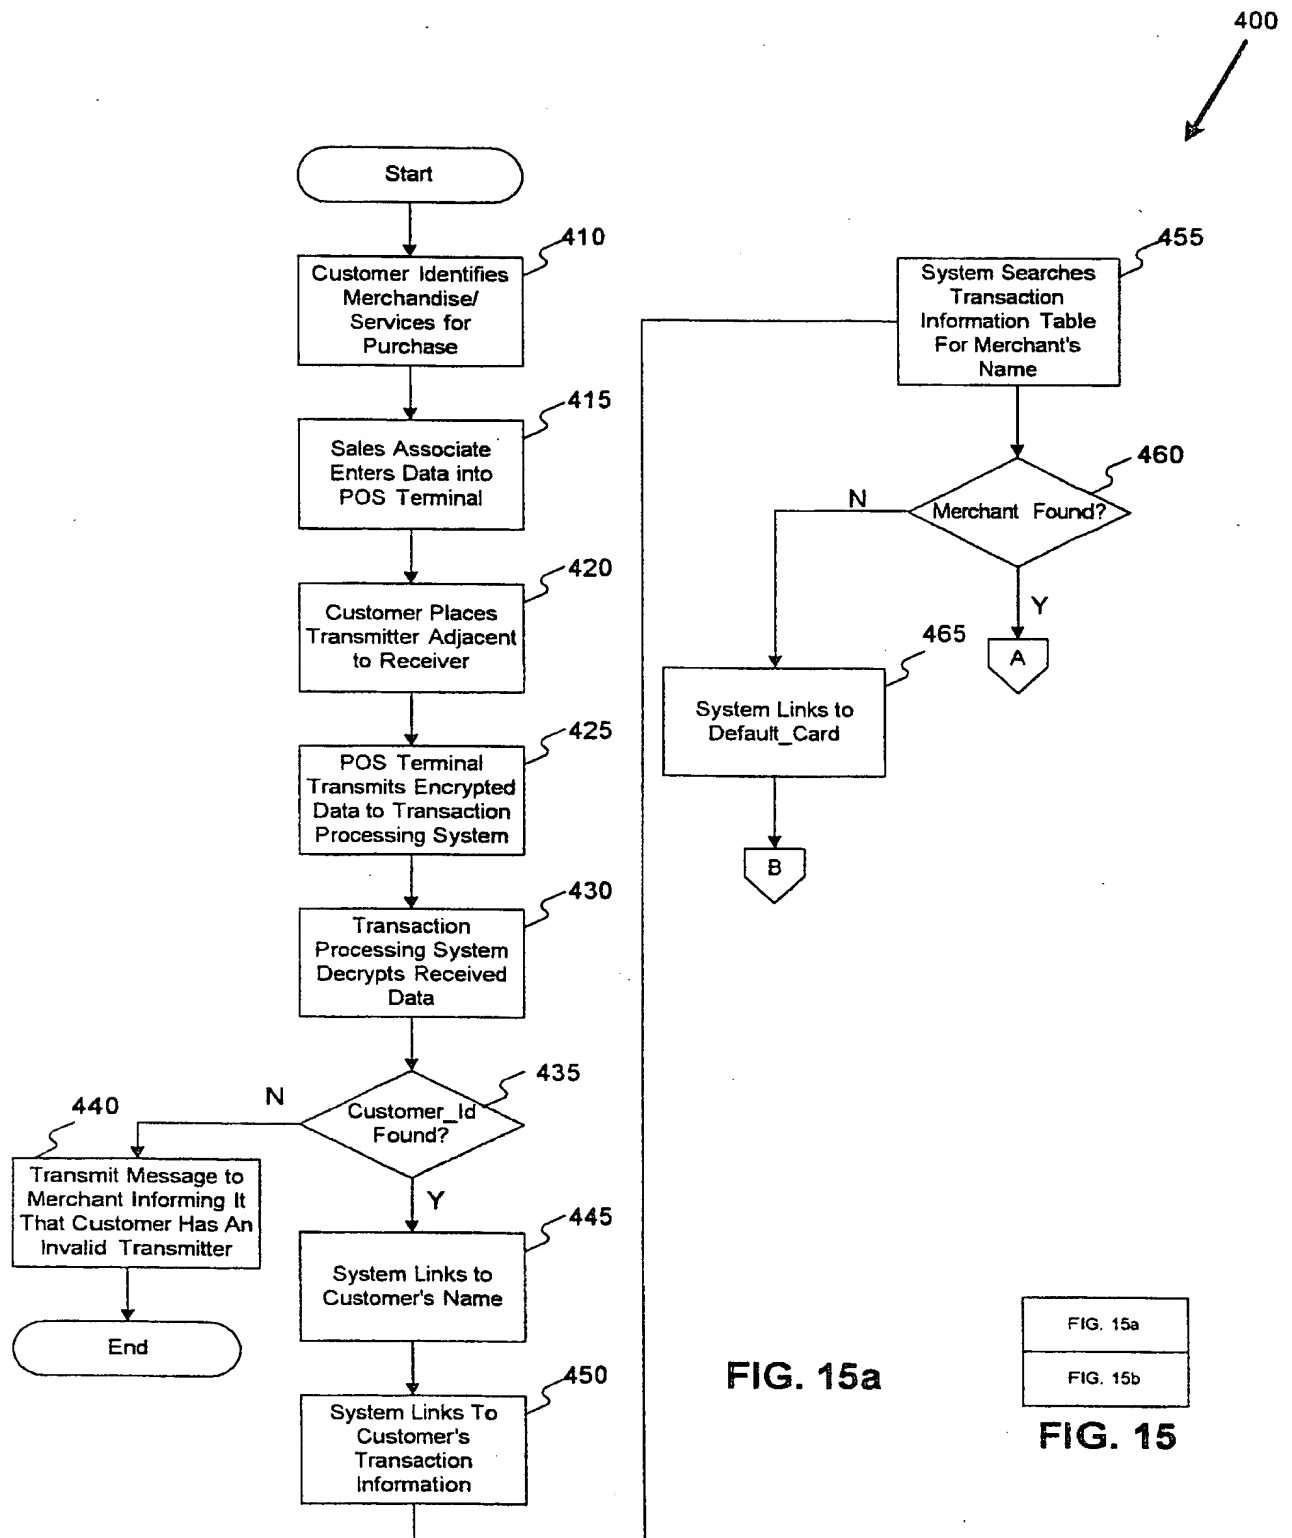 400
Start
410
Customer Identifies
Merchandise/
Services for
Purchase
415
Sales Associate
Enters Data into
POS Terminal
420
Customer Places
Transmitter Adjacent
to Receiver
425
POS Terminal
Transmits Encrypted
Data to Transaction
Processing System
430
Transaction
Processing System
Decrypts Received
Data
435
Customer_Id
Found?
N
440
Transmit Message to
Merchant Informing It
That Customer Has An
Invalid Transmitter
End
Y
445
System Links to
Customer's Name
450
System Links To
Customer's
Transaction
Information
455
System Searches
Transaction
Information Table
For Merchant's
Name
460
Merchant Found?
N
Y
A
465
System Links to
Default_Card
B
FIG. 15a
FIG. 15a
FIG. 15b
FIG. 15